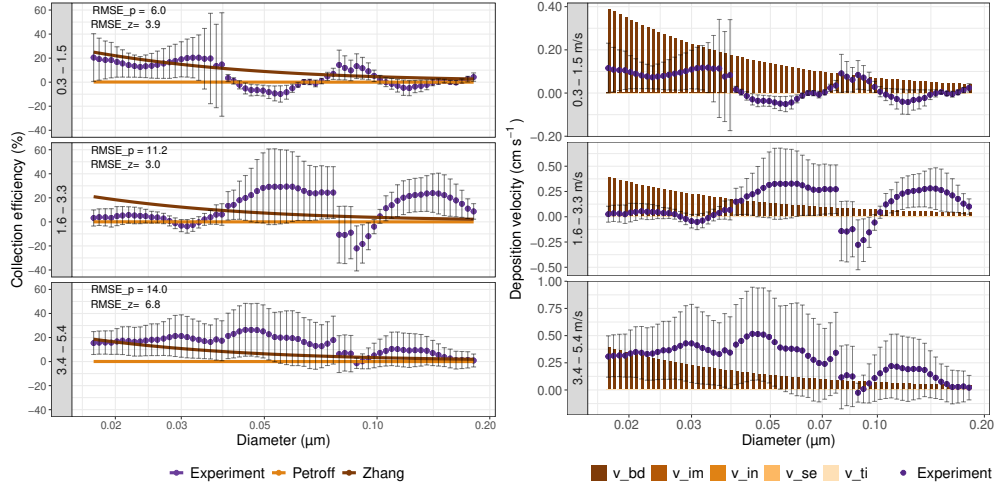 Collection efficiency (%)
0.3 − 1.5
60
40
20
0
−20
−40
RMSE_p = 6.0
RMSE_z= 3.9
1.6 − 3.3
60
40
20
0
−20
−40
RMSE_p = 11.2
RMSE_z= 3.0
3.4 − 5.4
60
40
20
0
−20
−40
RMSE_p = 14.0
RMSE_z= 6.8
0.02 0.03 0.05 0.10 0.20
Diameter (μm)
Experiment Petroff Zhang
Deposition velocity (cm s⁻¹)
0.40
0.20
0.00
−0.20
0.3 − 1.5 m/s
0.50
0.25
0.00
−0.25
−0.50
1.6 − 3.3 m/s
1.00
0.75
0.50
0.25
0.00
3.4 − 5.4 m/s
0.02 0.03 0.05 0.07 0.10 0.20
Diameter (μm)
v_bd v_im v_in v_se v_ti Experiment